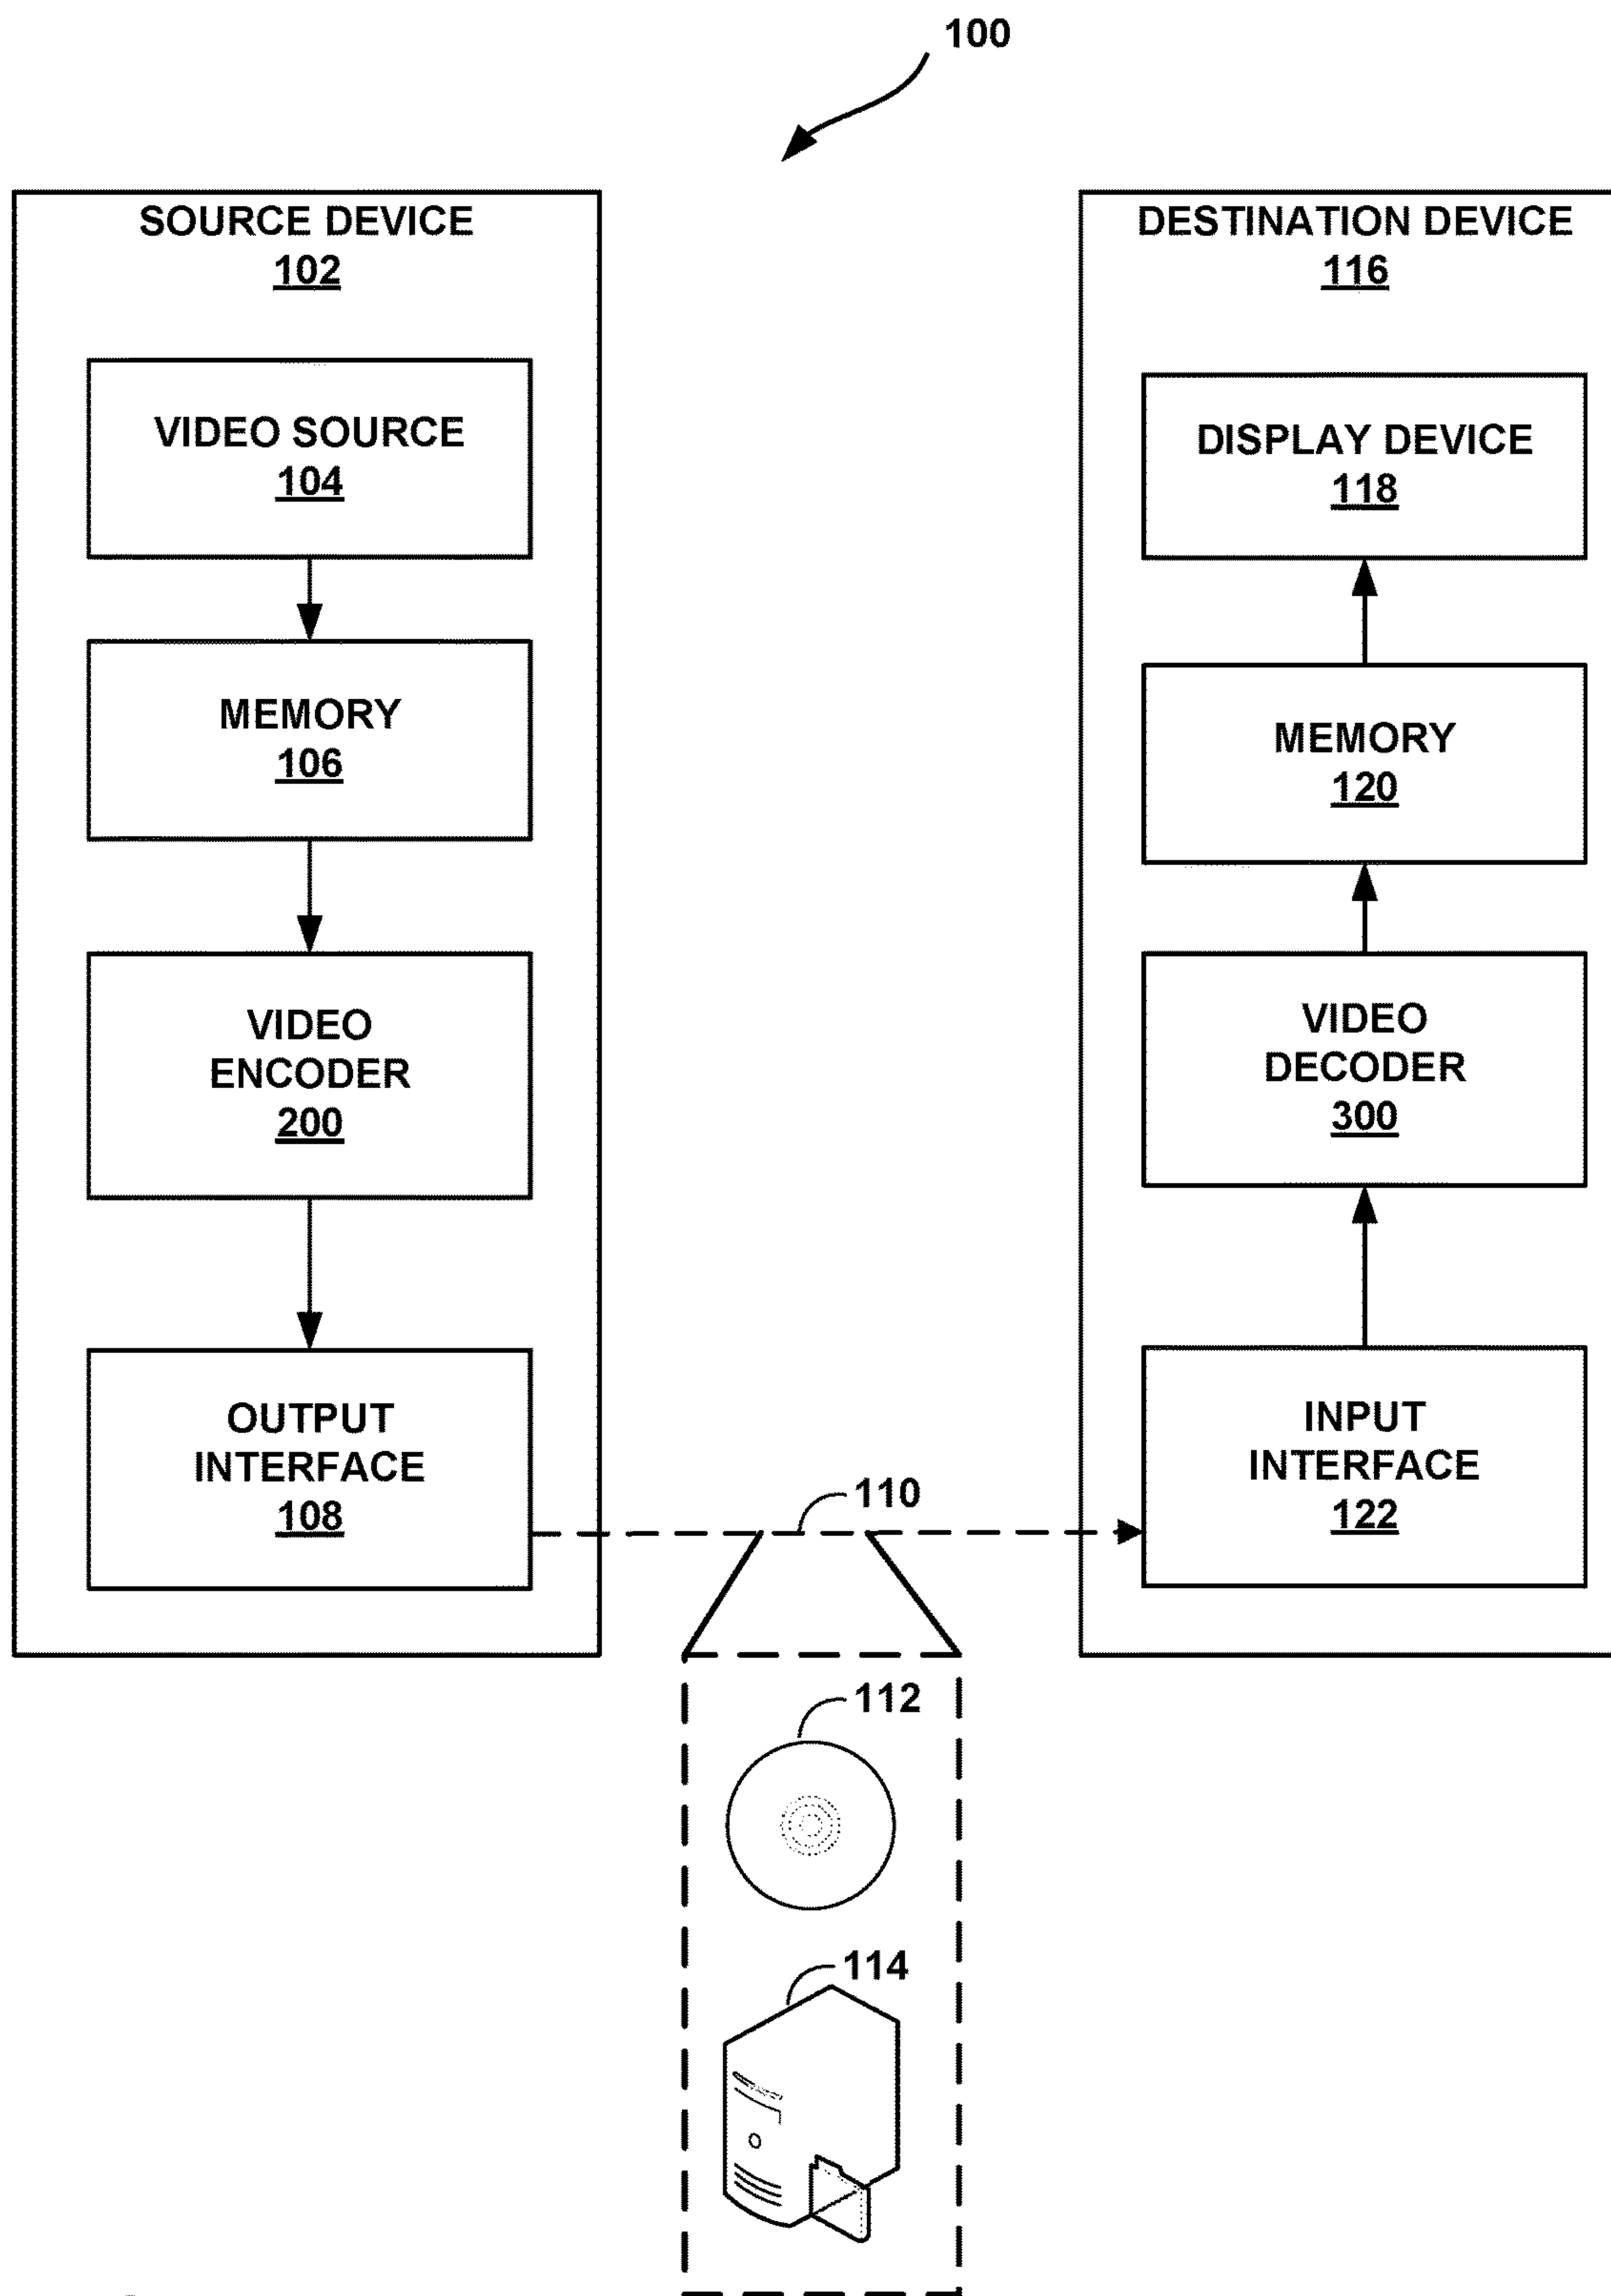 100
SOURCE DEVICE
102
VIDEO SOURCE
104
MEMORY
106
VIDEO
ENCODER
200
OUTPUT
INTERFACE
108
DESTINATION DEVICE
116
DISPLAY DEVICE
118
MEMORY
120
VIDEO
DECODER
300
INPUT
INTERFACE
122
110
112
114